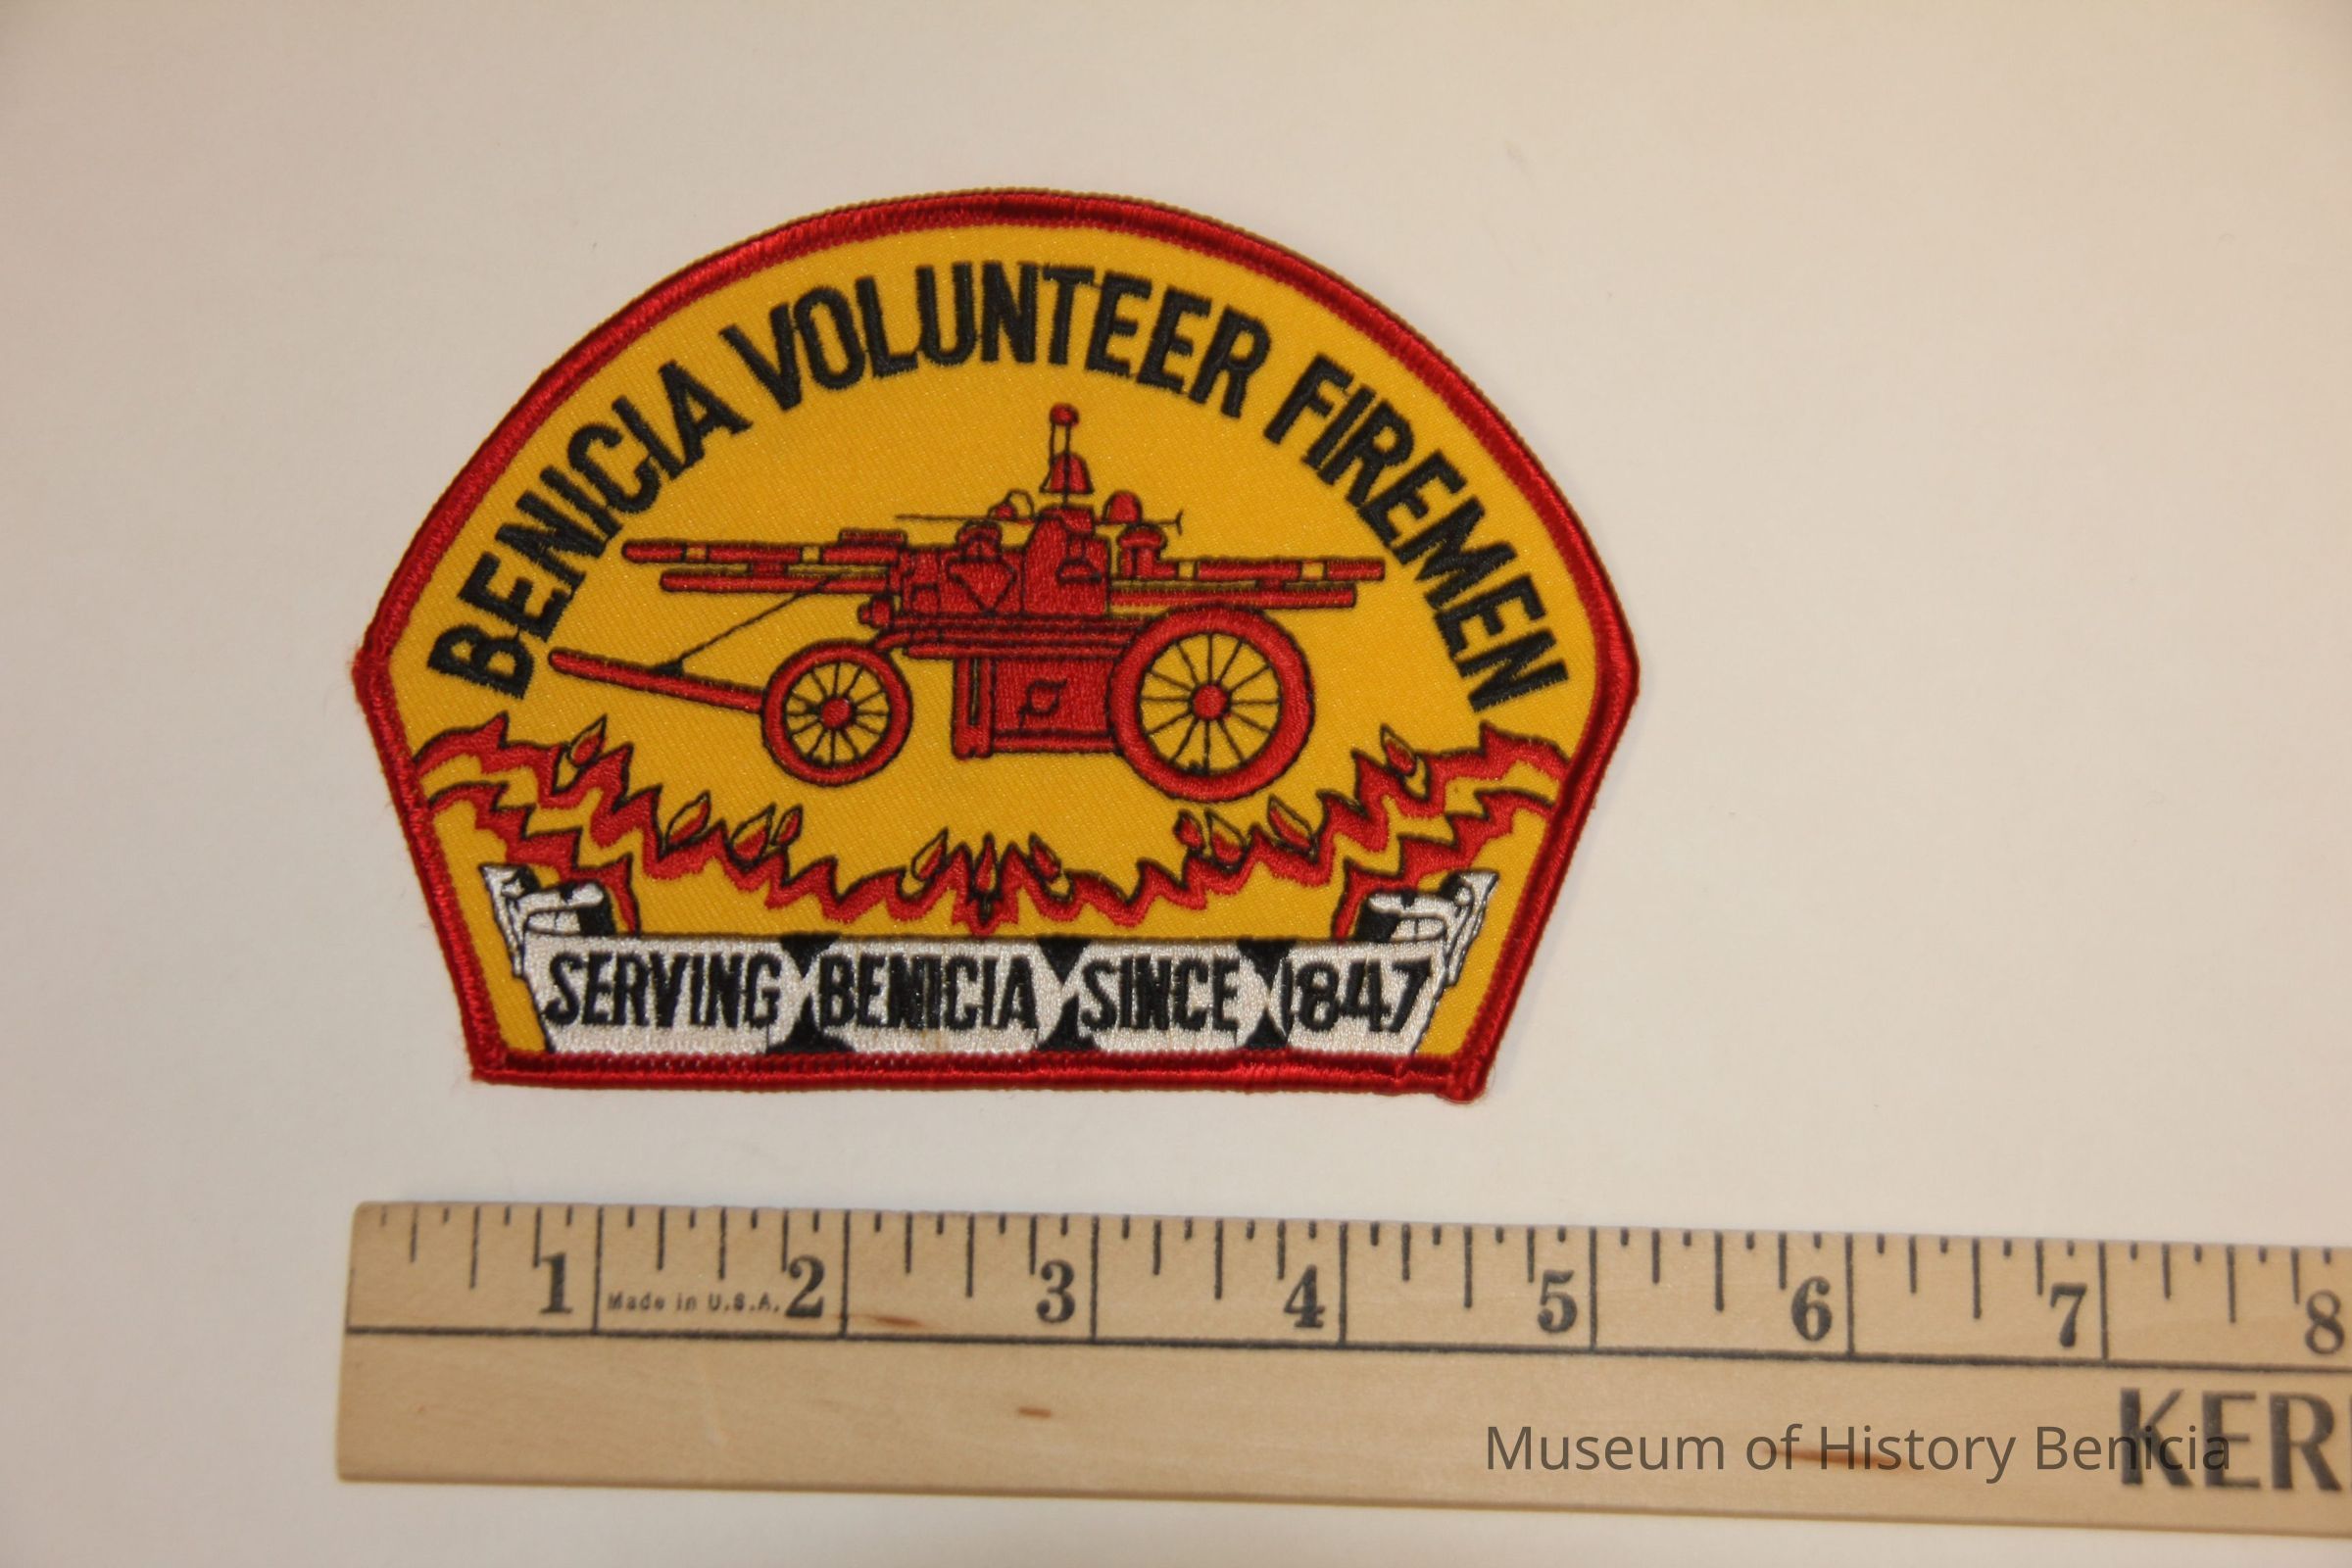 BENICIA VOLUNTEER FIREMEN
SERVING BENICIA SINCE 1847
1 2 3 4 5 6 7 8
Made in U.S.A.
KER
Museum of History Benicia